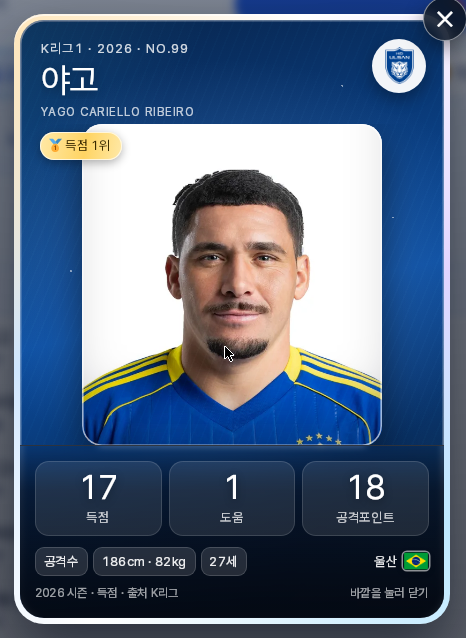 K리그1 · 2026 · NO.99
야고
YAGO CARIELLO RIBEIRO
ULSAN
🥇 득점 1위
17
득점
1
도움
18
공격포인트
공격수
186cm · 82kg
27세
울산
2026 시즌 · 득점 · 출처 K리그
바깥을 눌러 닫기